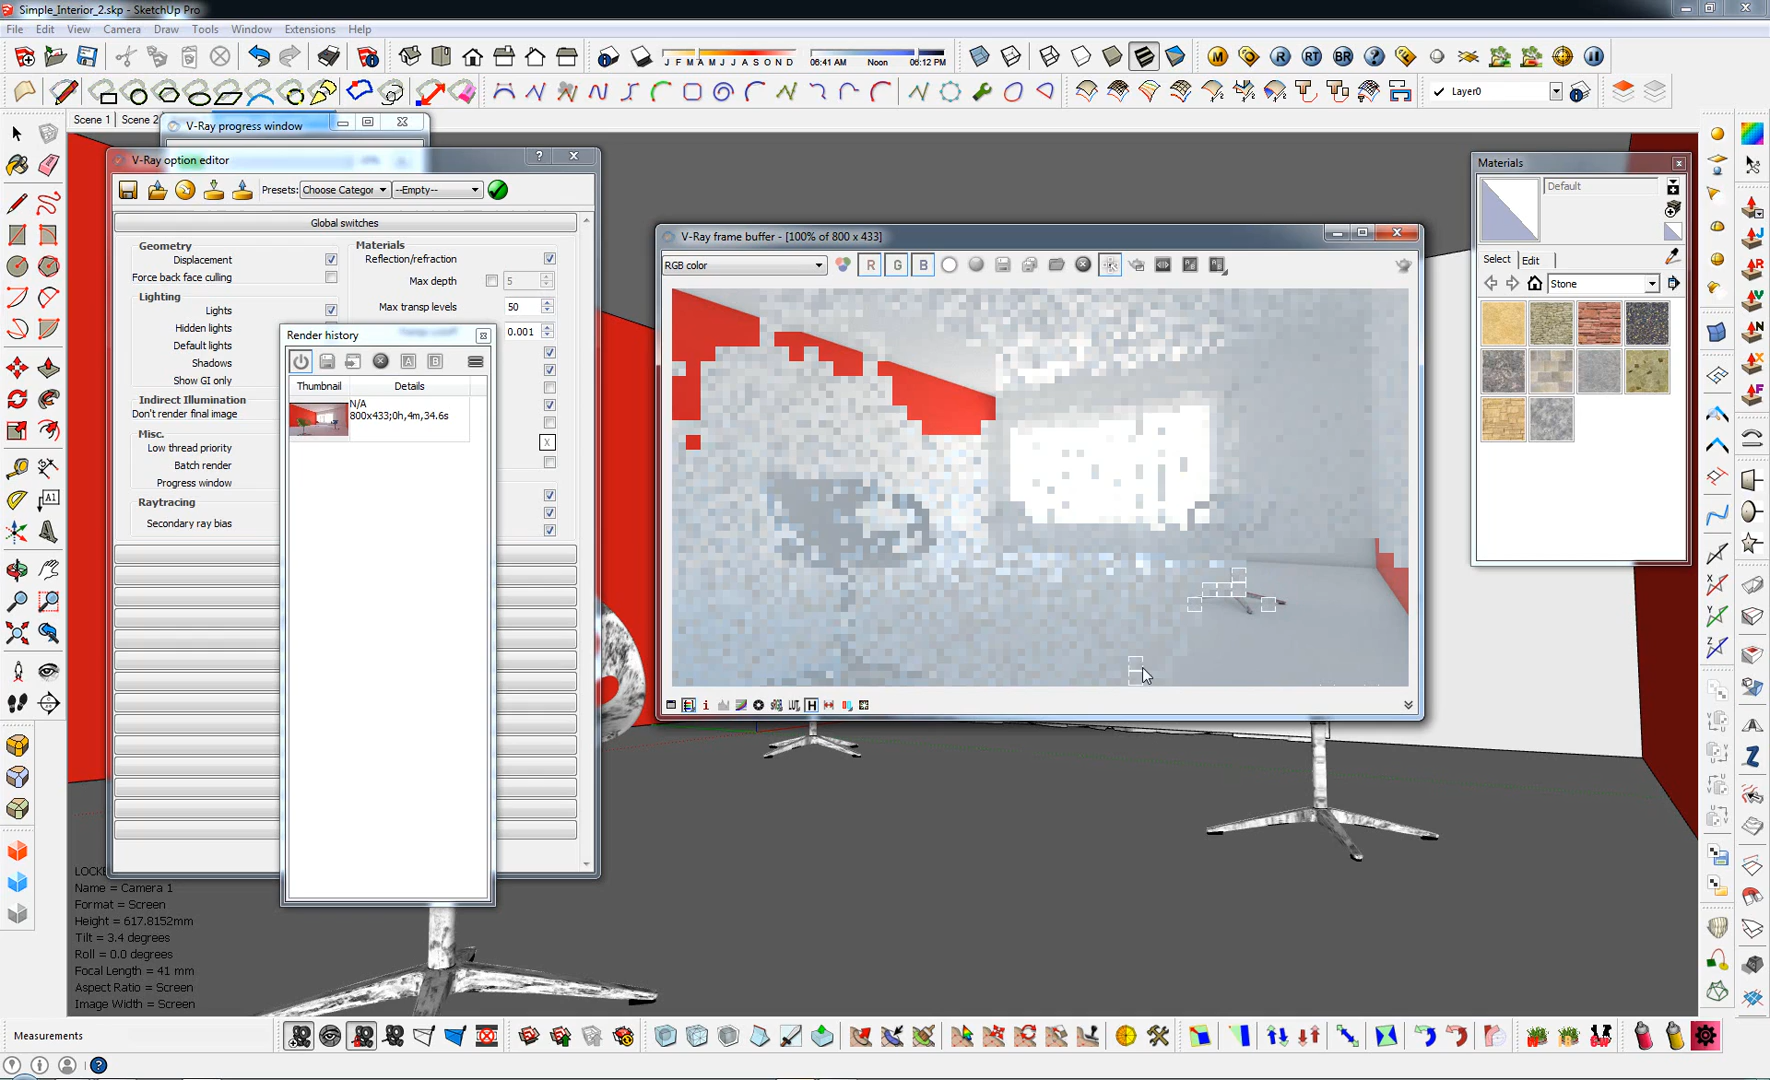 Simple_Interior_2.skp - SketchUp Pro
File Edit View Camera Draw Tools Window Extensions Help
J F M A M J J A S O N D
06:41 AM Noon 06:12 PM
Layer0
Scene 1 Scene 2
V-Ray progress window
V-Ray option editor
Presets: Choose Categor --Empty--
Global switches
Geometry
Displacement
Force back face culling
Lighting
Lights
Hidden lights
Default lights
Shadows
Show GI only
Indirect Illumination
Don't render final image
Misc.
Low thread priority
Batch render
Progress window
Raytracing
Secondary ray bias
Materials
Reflection/refraction
Max depth 5
Max transp levels 50
0.001
Render history
Thumbnail Details
N/A
800x433;0h,4m,34.6s
V-Ray frame buffer - [100% of 800 x 433]
RGB color
R G B
Materials
Default
Select Edit
Stone
Name = Camera 1
Format = Screen
Height = 617.8152mm
Tilt = 3.4 degrees
Roll = 0.0 degrees
Focal Length = 41 mm
Aspect Ratio = Screen
Image Width = Screen
Measurements